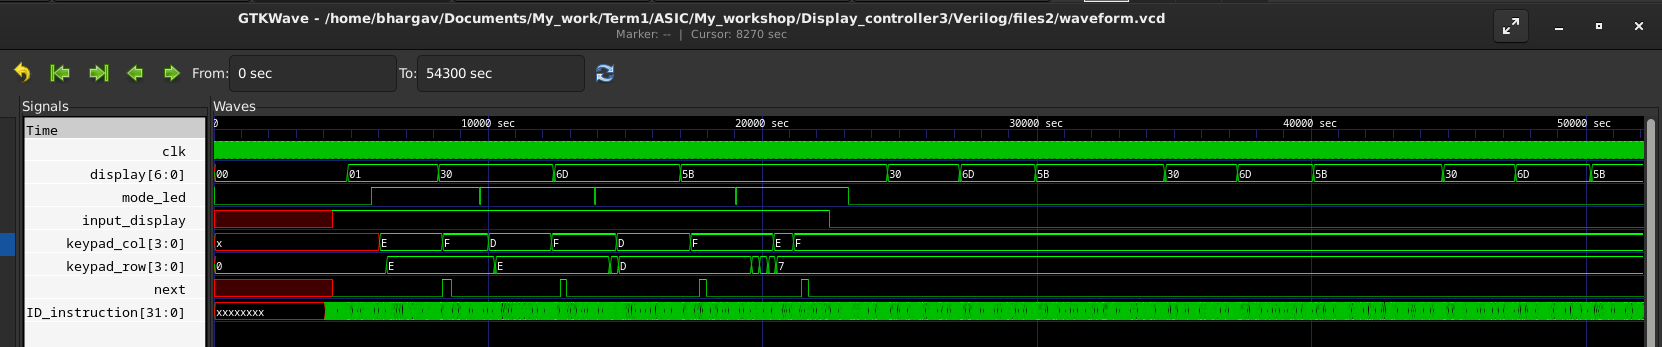 GTKWave - /home/bhargav/Documents/My_work/Term1/ASIC/My_workshop/Display_controller3/Verilog/files2/waveform.vcd
Marker: -- | Cursor: 8270 sec
From: 0 sec To: 54300 sec
Signals Waves
Time 0 10000 sec 20000 sec 30000 sec 40000 sec 50000 sec
clk
display[6:0] 00 01 30 6D 5B 30 6D 5B 30 6D 5B 30 6D 5B
mode_led
input_display
keypad_col[3:0] x E F D F D F E F
keypad_row[3:0] 0 E E D 7
next
ID_instruction[31:0] xxxxxxxx